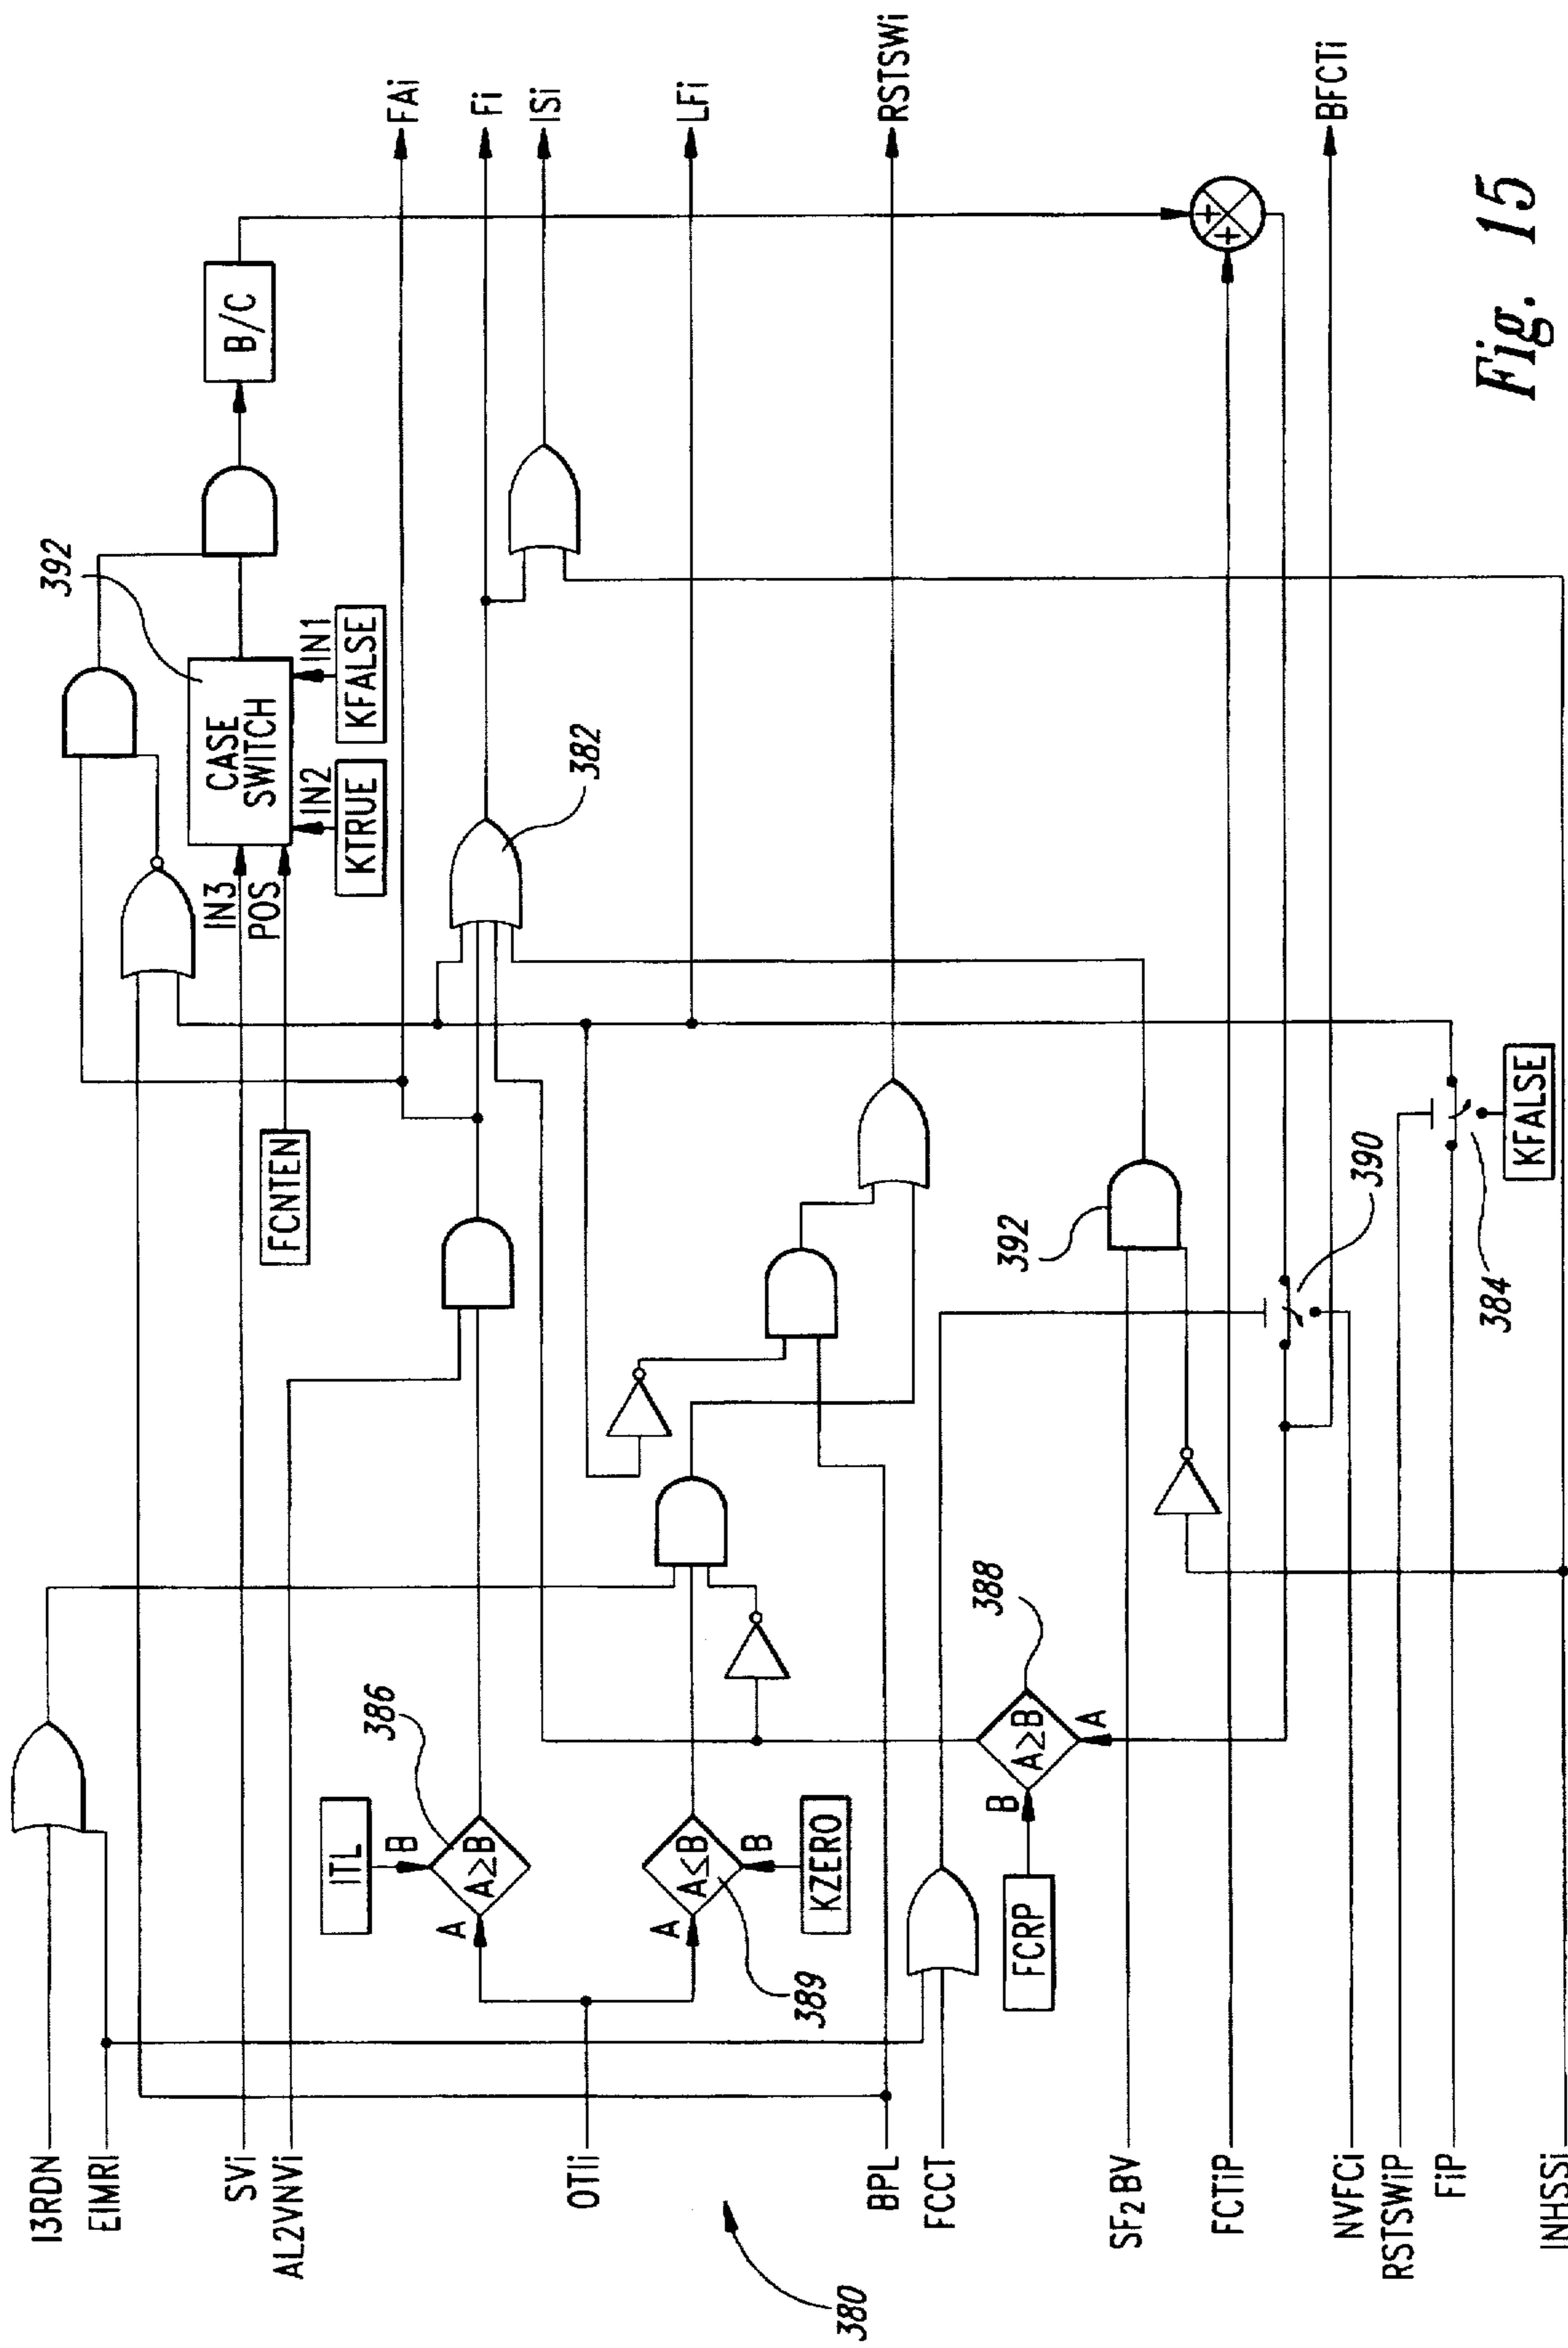 I3RDN
EIMRI
SVi
AL2VNVi
OTIi
BPL
FCCT
SF2BV
FCTiP
NVFCi
RSTSWiP
FiP
INHSSi
380
ITL
B
A
A≥B
386
A
A≤B
B
389
KZERO
FCRP
B
A≥B
A
388
FCNTEN
IN3
POS
CASE
SWITCH
392
IN2
KTRUE
IN1
KFALSE
B/C
382
392
390
384
KFALSE
+
+
FAi
Fi
ISi
LFi
RSTSWi
BFCTi
Fig. 15